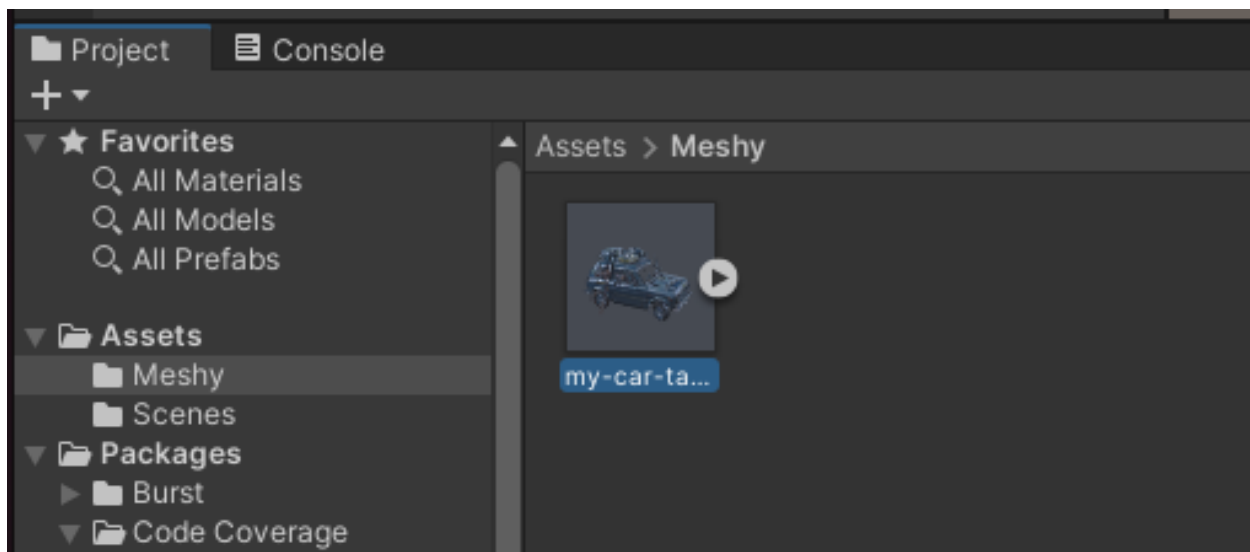 Project Console
Favorites
All Materials
All Models
All Prefabs
Assets
Meshy
Scenes
Packages
Burst
Code Coverage
Assets > Meshy
my-car-ta...